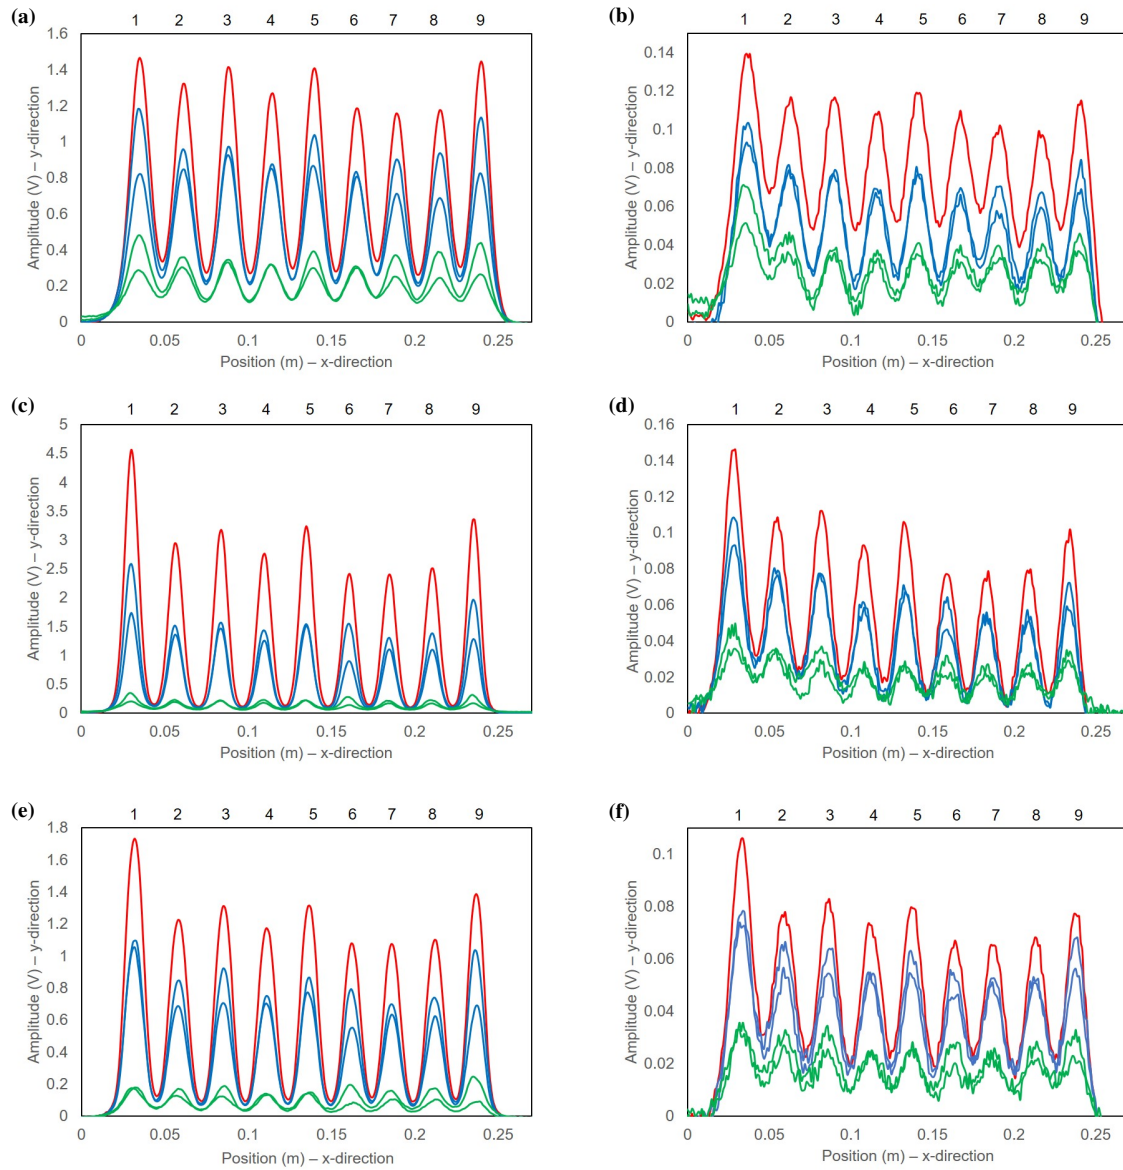 (a)
1 2 3 4 5 6 7 8 9
1.6
1.4
1.2
1
0.8
0.6
0.4
0.2
0
Amplitude (V) – y-direction
0 0.05 0.1 0.15 0.2 0.25
Position (m) – x-direction
(b)
1 2 3 4 5 6 7 8 9
0.14
0.12
0.1
0.08
0.06
0.04
0.02
0
Amplitude (V) – y-direction
0 0.05 0.1 0.15 0.2 0.25
Position (m) – x-direction
(c)
1 2 3 4 5 6 7 8 9
5
4.5
4
3.5
3
2.5
2
1.5
1
0.5
0
Amplitude (V) – y-direction
0 0.05 0.1 0.15 0.2 0.25
Position (m) – x-direction
(d)
1 2 3 4 5 6 7 8 9
0.16
0.14
0.12
0.1
0.08
0.06
0.04
0.02
0
Amplitude (V) – y-direction
0 0.05 0.1 0.15 0.2 0.25
Position (m) – x-direction
(e)
1 2 3 4 5 6 7 8 9
1.8
1.6
1.4
1.2
1
0.8
0.6
0.4
0.2
0
Amplitude (V) – y-direction
0 0.05 0.1 0.15 0.2 0.25
Position (m) – x-direction
(f)
1 2 3 4 5 6 7 8 9
0.1
0.08
0.06
0.04
0.02
0
Amplitude (V) – y-direction
0 0.05 0.1 0.15 0.2 0.25
Position (m) – x-direction